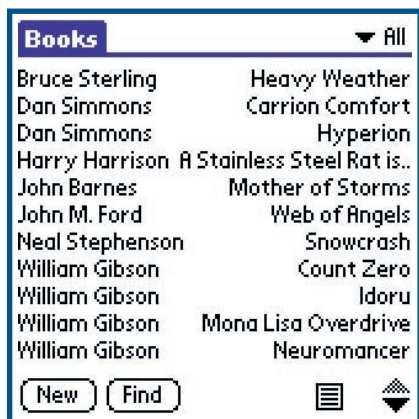 Books All
Bruce Sterling Heavy Weather
Dan Simmons Carrion Comfort
Dan Simmons Hyperion
Harry Harrison A Stainless Steel Rat is..
John Barnes Mother of Storms
John M. Ford Web of Angels
Neal Stephenson Snowcrash
William Gibson Count Zero
William Gibson Idoru
William Gibson Mona Lisa Overdrive
William Gibson Neuromancer
New Find